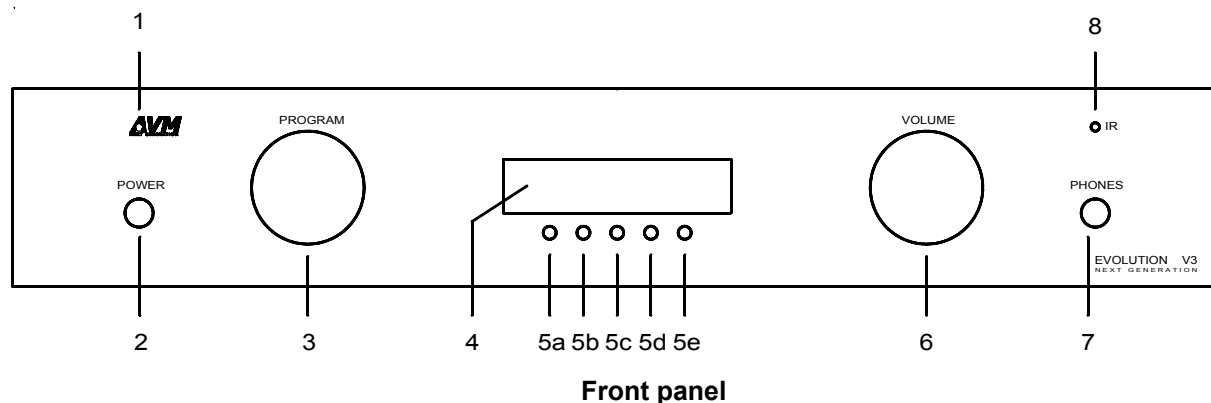 1 8
AVM
PROGRAM
VOLUME
IR
POWER
PHONES
EVOLUTION V3
NEXT GENERATION
2 3 4 5a 5b 5c 5d 5e 6 7
Front panel